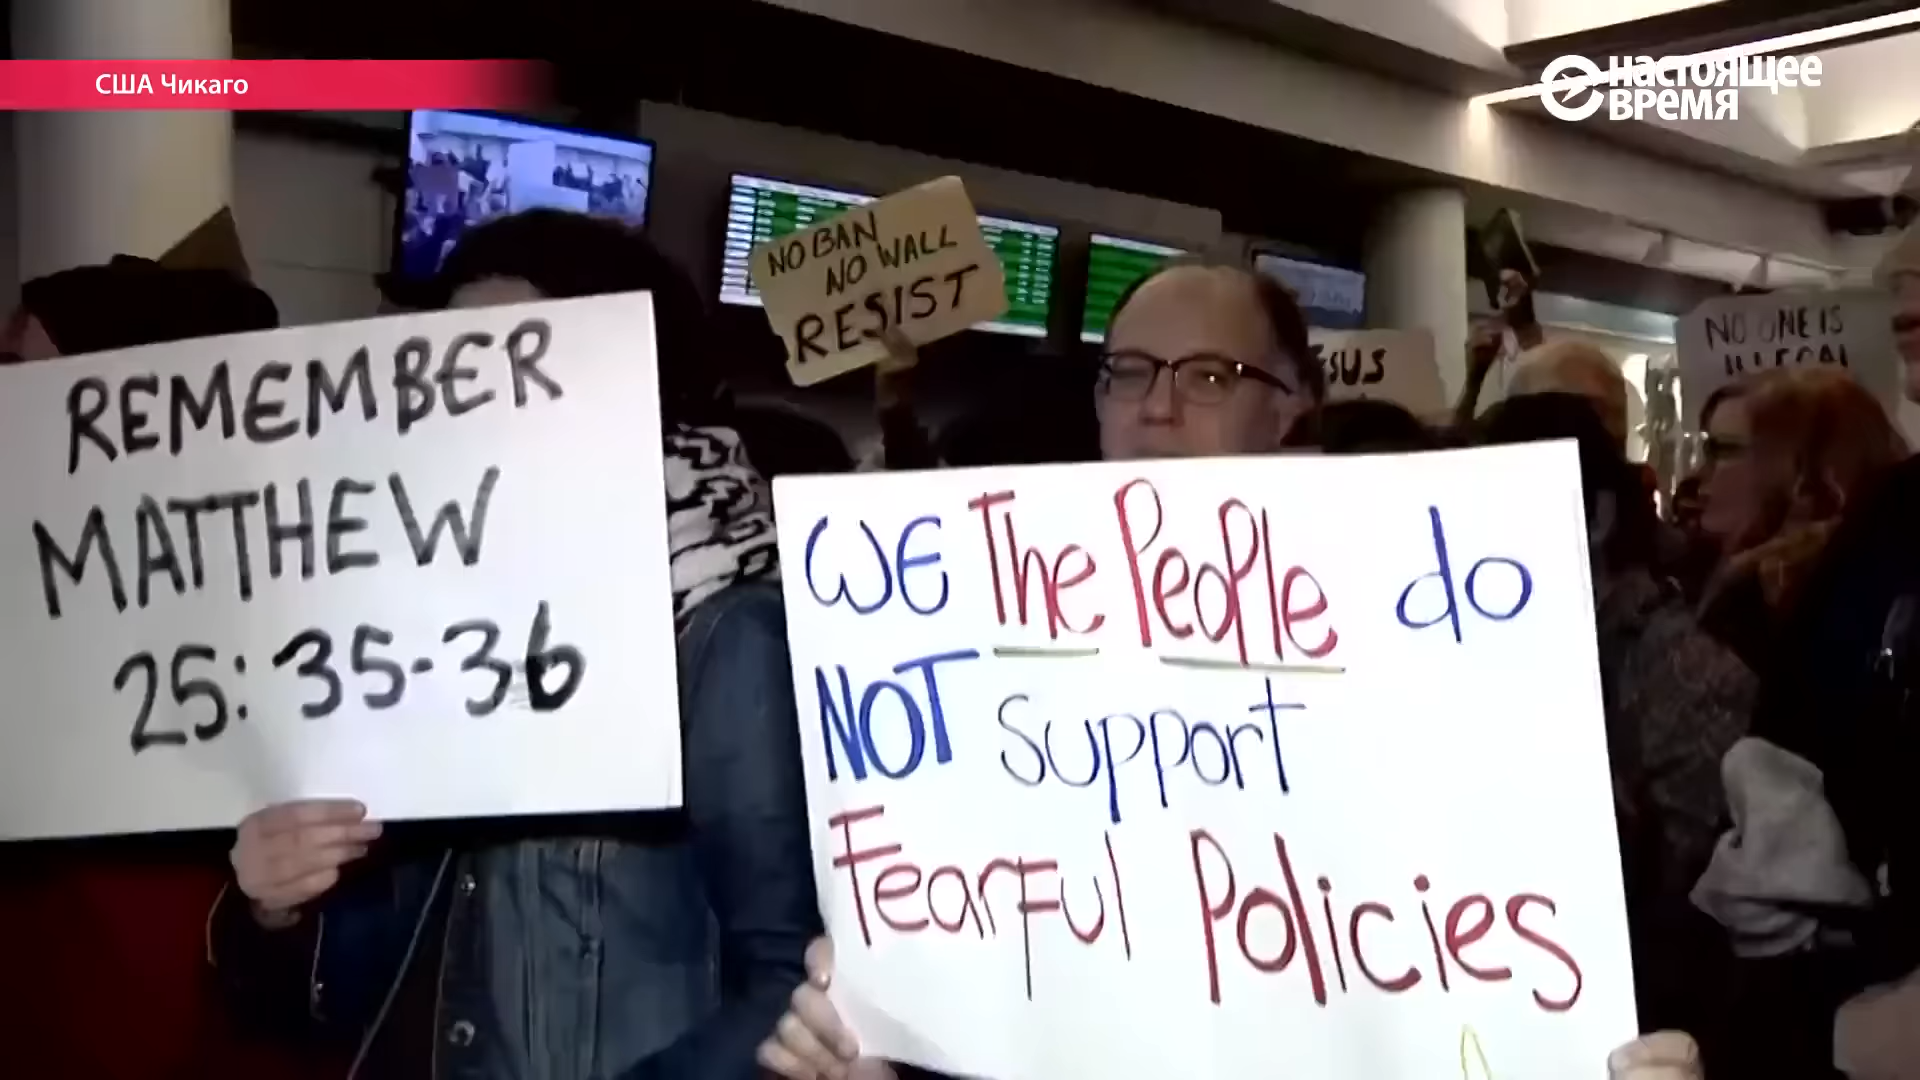 США Чикаго
НАСТОЯЩЕЕ
ВРЕМЯ
NO BAN
NO WALL
RESIST
REMEMBER
MATTHEW
25:35-36
WE The People do
NOT Support
Fearful Policies
NO ONE IS
ILLEGAL